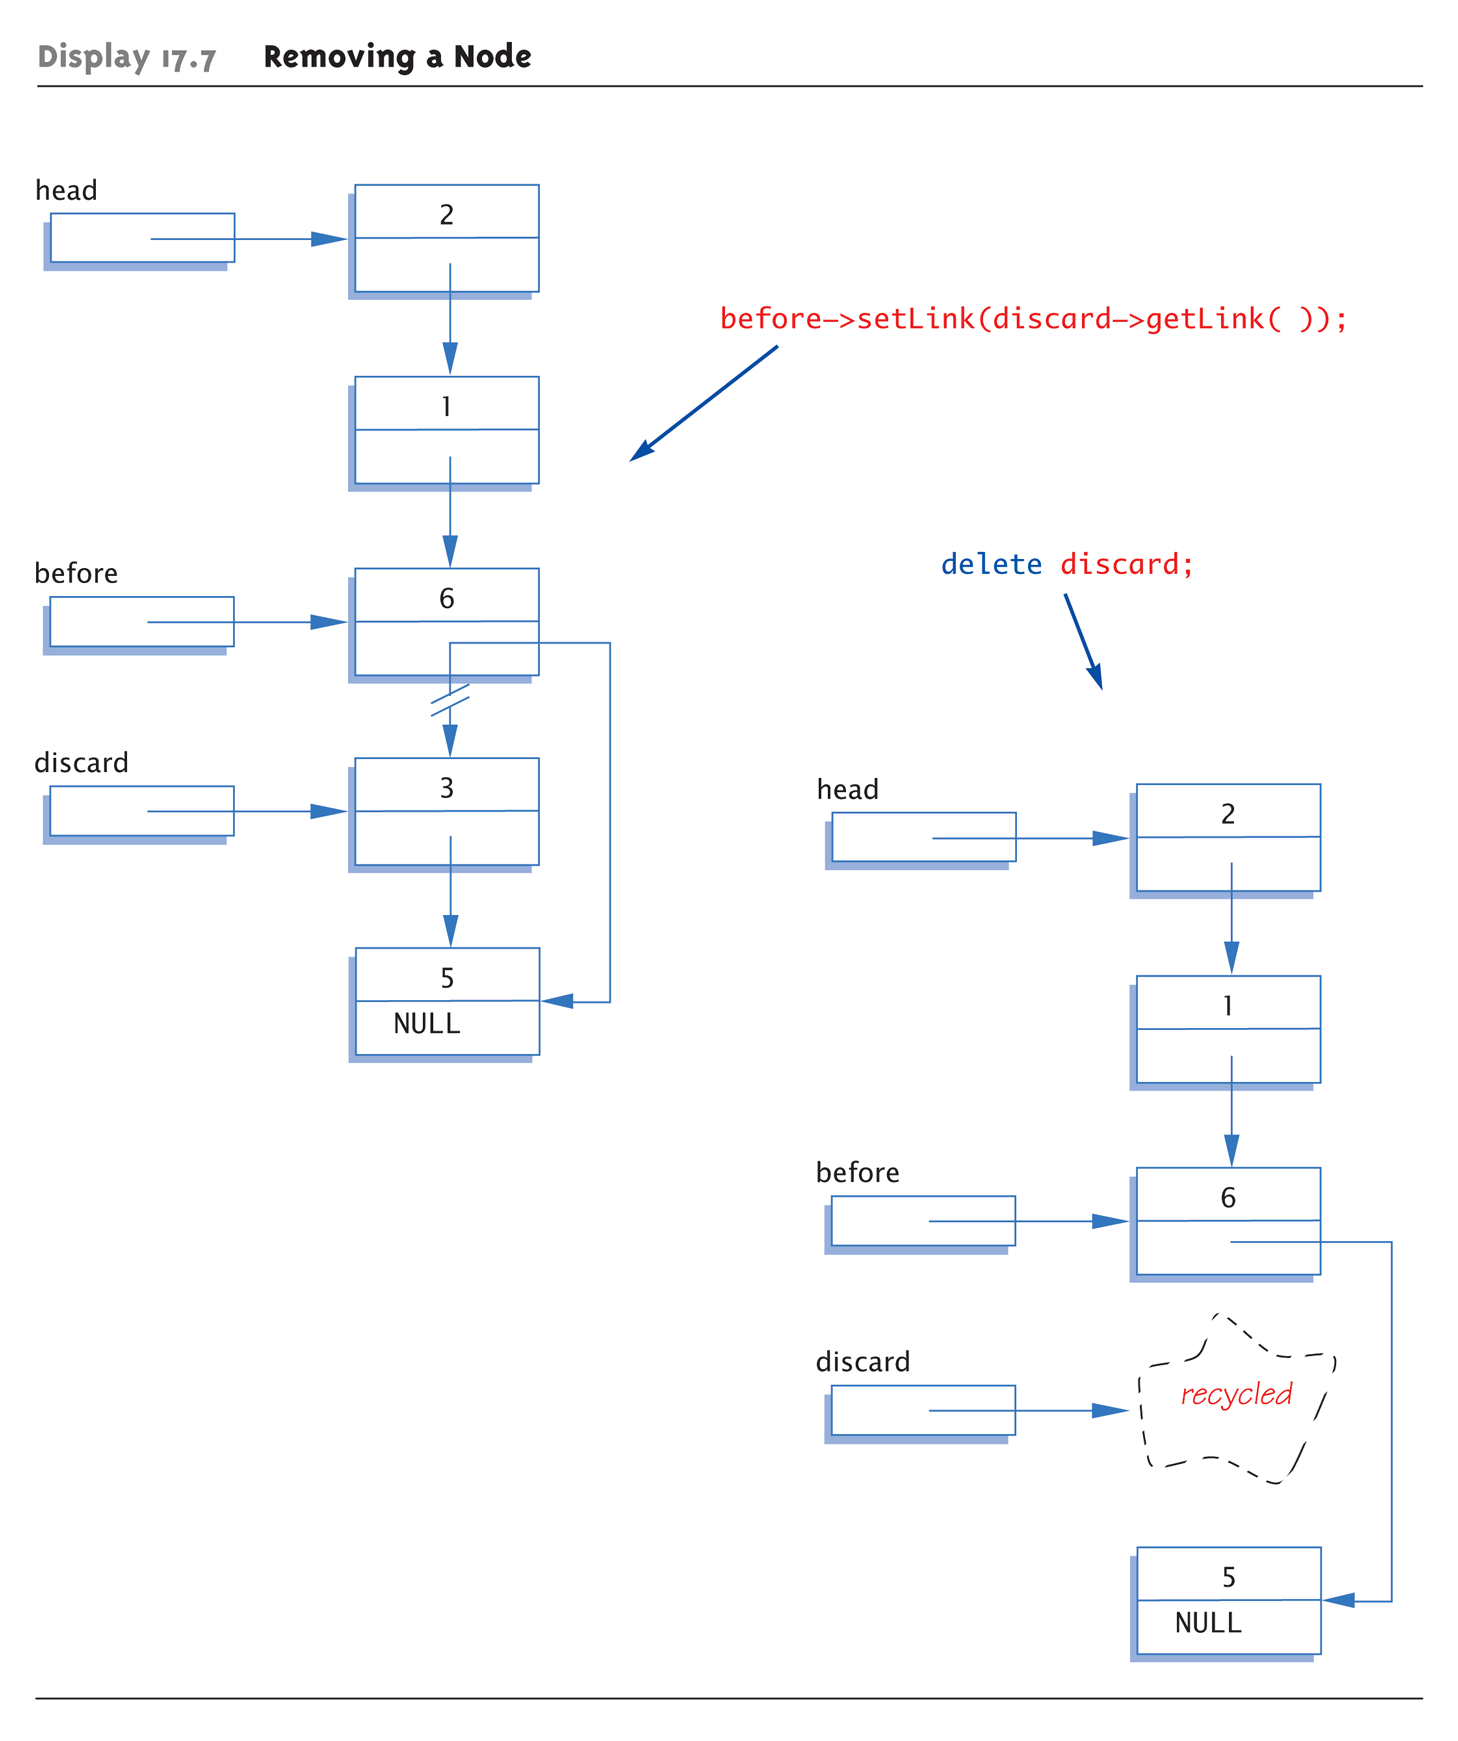 Display 17.7 Removing a Node
head
2
before—>setLink(discard—>getLink( ));
1
before
6
delete discard;
discard
3
5
NULL
head
2
1
before
6
discard
recycled
5
NULL